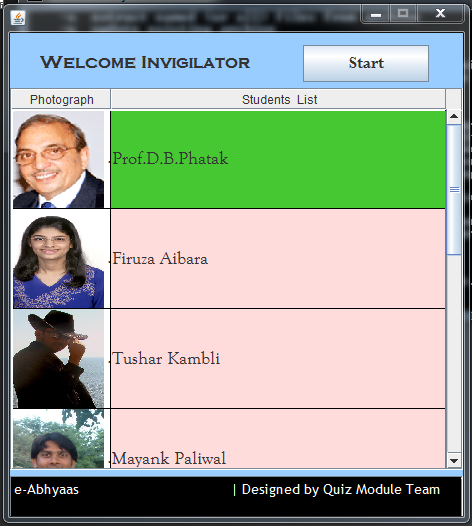 Welcome Invigilator
Start
Photograph
Students List
.Prof.D.B.Phatak
.Firuza Aibara
.Tushar Kambli
.Mayank Paliwal
e-Abhyaas
| Designed by Quiz Module Team